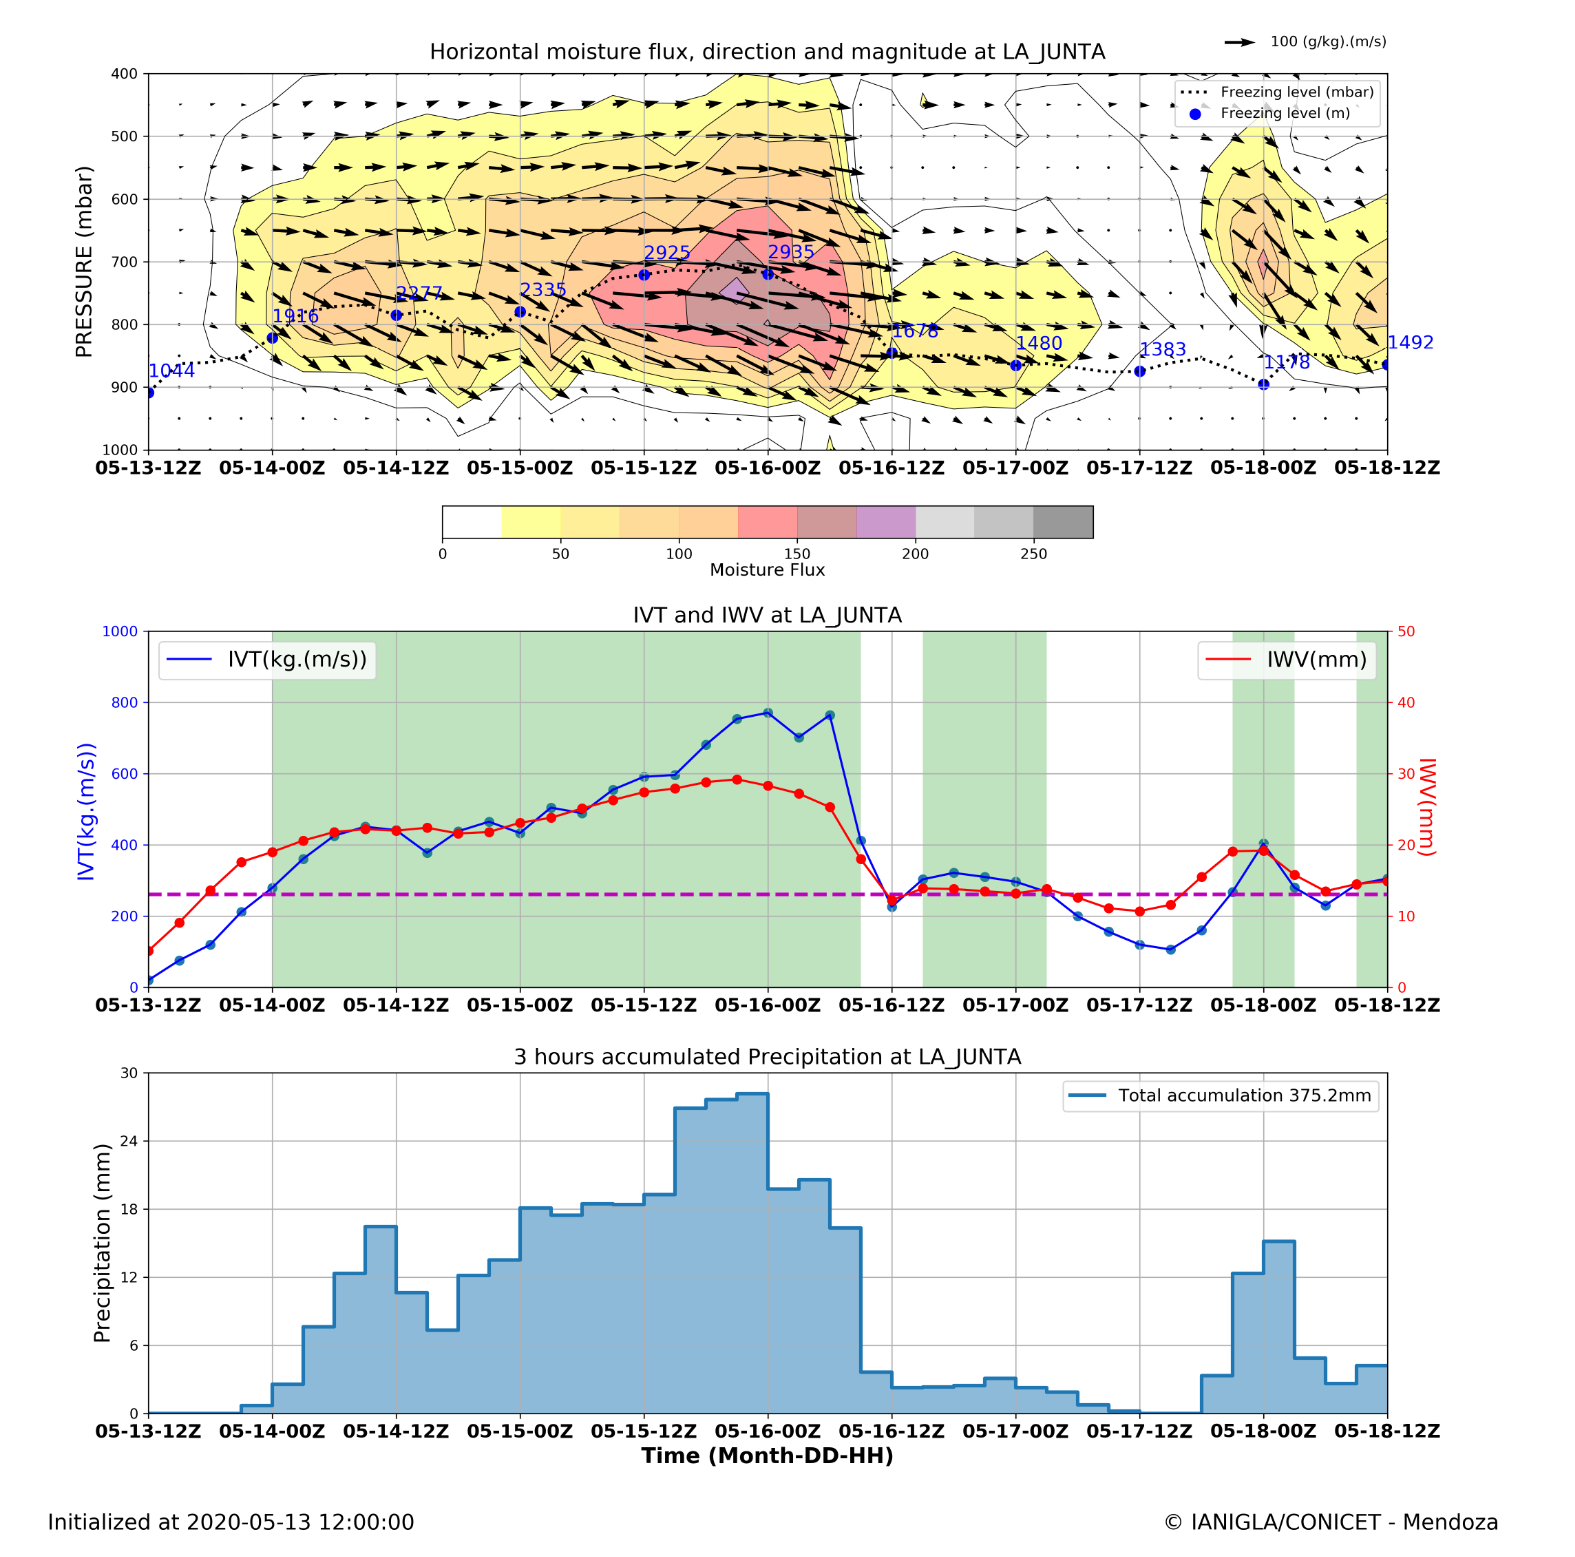 Horizontal moisture flux, direction and magnitude at LA_JUNTA
100 (g/kg).(m/s)
Freezing level (mbar)
Freezing level (m)
PRESSURE (mbar)
400
500
600
700
800
900
1000
1044
1916
2277
2335
2925
2935
1678
1480
1383
1178
1492
05-13-12Z 05-14-00Z 05-14-12Z 05-15-00Z 05-15-12Z 05-16-00Z 05-16-12Z 05-17-00Z 05-17-12Z 05-18-00Z 05-18-12Z
0 50 100 150 200 250
Moisture Flux
IVT and IWV at LA_JUNTA
IVT(kg.(m/s))
IWV(mm)
IVT(kg.(m/s))
1000
800
600
400
200
0
50
40
30
20
10
0
IWV(mm)
05-13-12Z 05-14-00Z 05-14-12Z 05-15-00Z 05-15-12Z 05-16-00Z 05-16-12Z 05-17-00Z 05-17-12Z 05-18-00Z 05-18-12Z
3 hours accumulated Precipitation at LA_JUNTA
Total accumulation 375.2mm
Precipitation (mm)
30
24
18
12
6
0
05-13-12Z 05-14-00Z 05-14-12Z 05-15-00Z 05-15-12Z 05-16-00Z 05-16-12Z 05-17-00Z 05-17-12Z 05-18-00Z 05-18-12Z
Time (Month-DD-HH)
Initialized at 2020-05-13 12:00:00
© IANIGLA/CONICET - Mendoza